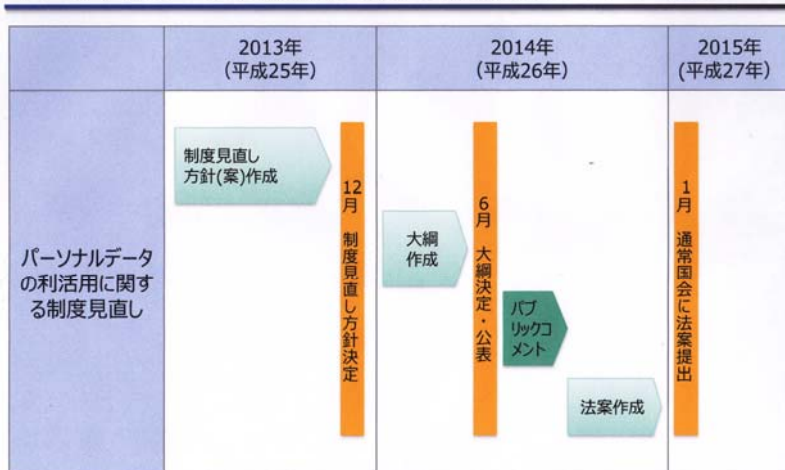 2013年
(平成25年)
2014年
(平成26年)
2015年
(平成27年)
パーソナルデータ
の利活用に関す
る制度見直し
制度見直し
方針(案)作成
12月 制度見直し方針決定
大綱
作成
6月 大綱決定・公表
パブ
リックコ
メント
法案作成
1月 通常国会に法案提出